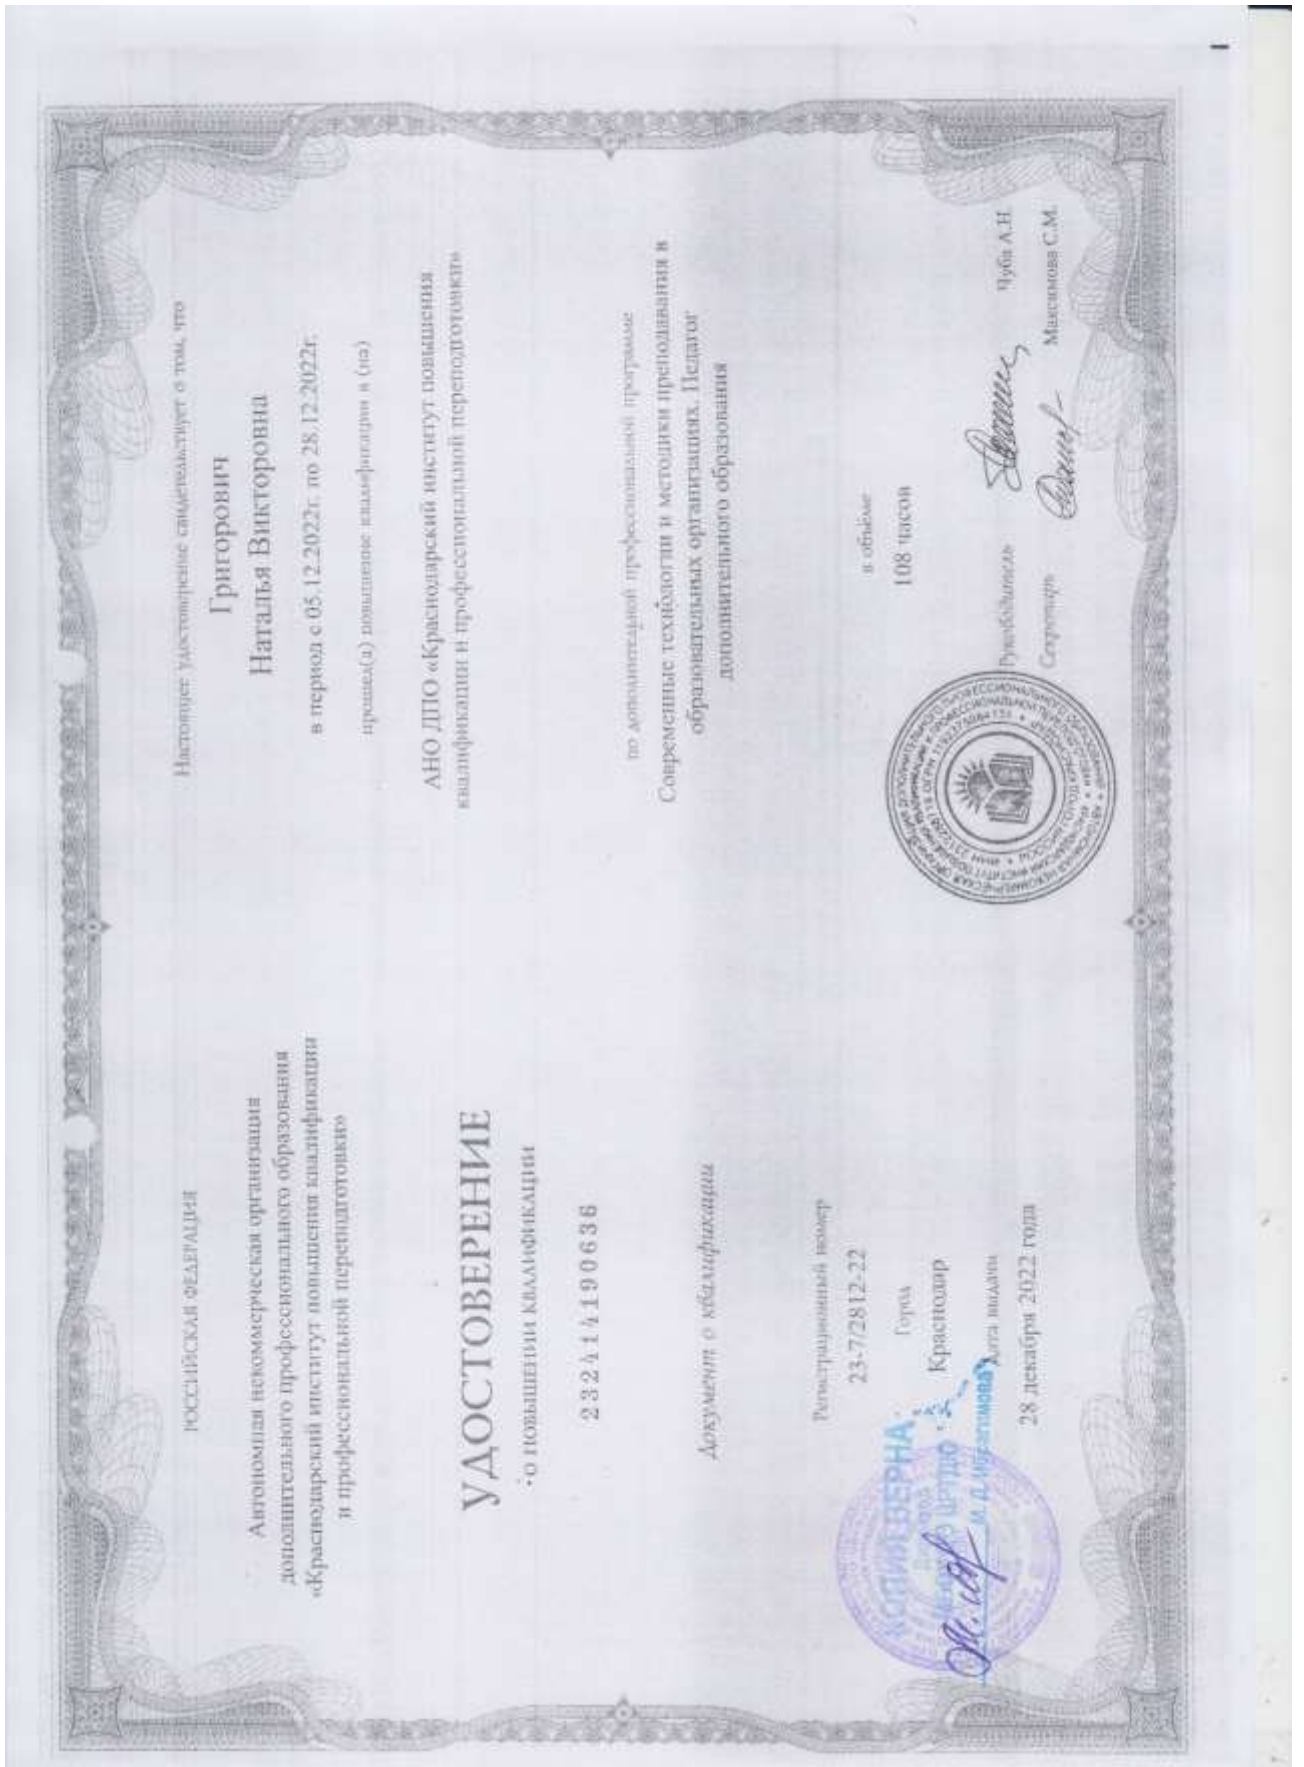 РОССИЙСКАЯ ФЕДЕРАЦИЯ
Автономная некоммерческая организация
дополнительного профессионального образования
«Краснодарский институт повышения квалификации
и профессиональной переподготовки»
УДОСТОВЕРЕНИЕ
о повышении квалификации
232414190636
Документ о квалификации
Регистрационный номер
23-7/2812-22
Город
Краснодар
Дата выдачи
28 декабря 2022 года
КОПИЯ ВЕРНА
М.Д. Ибрагимова
Настоящее удостоверение свидетельствует о том, что
Григорович
Наталья Викторовна
в период с 05.12.2022г. по 28.12.2022г.
прошел(а) повышение квалификации в (на)
АНО ДПО «Краснодарский институт повышения
квалификации и профессиональной переподготовки»
по дополнительной профессиональной программе
Современные технологии и методики преподавания в
образовательных организациях. Педагог
дополнительного образования
в объёме
108 часов
Руководитель Чуба А.Н.
Секретарь Максимова С.М.